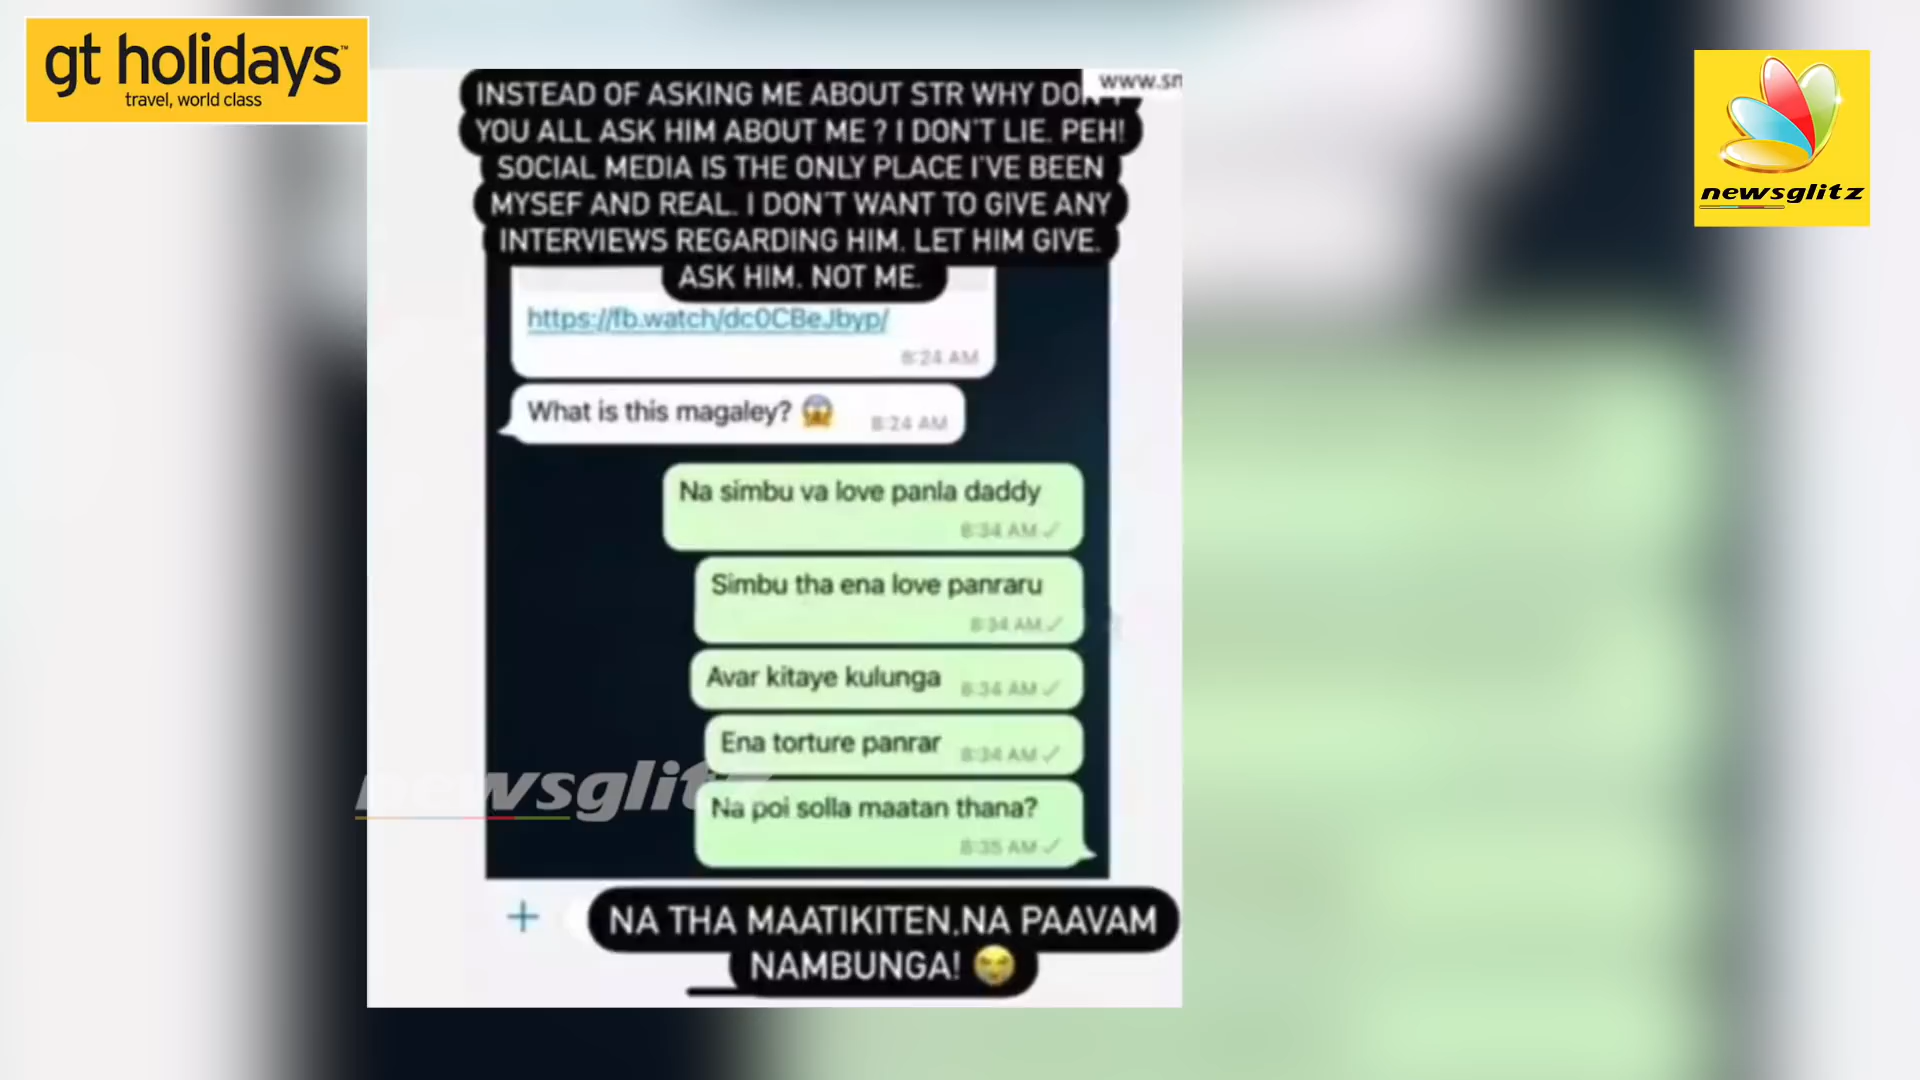 gt holidays™
travel, world class
newsglitz
www.sn
INSTEAD OF ASKING ME ABOUT STR WHY DON'T
YOU ALL ASK HIM ABOUT ME ? I DON'T LIE. PEH!
SOCIAL MEDIA IS THE ONLY PLACE I'VE BEEN
MYSEF AND REAL. I DON'T WANT TO GIVE ANY
INTERVIEWS REGARDING HIM. LET HIM GIVE.
ASK HIM. NOT ME.
https://fb.watch/dc0CBeJbyp/
8:24 AM
What is this magaley? 😱 8:24 AM
Na simbu va love panla daddy
8:34 AM ✓
Simbu tha ena love panraru
8:34 AM ✓
Avar kitaye kulunga 8:34 AM ✓
Ena torture panrar 8:34 AM ✓
newsglitz
Na poi solla maatan thana?
8:35 AM ✓
NA THA MAATIKITEN.NA PAAVAM
NAMBUNGA! 😭